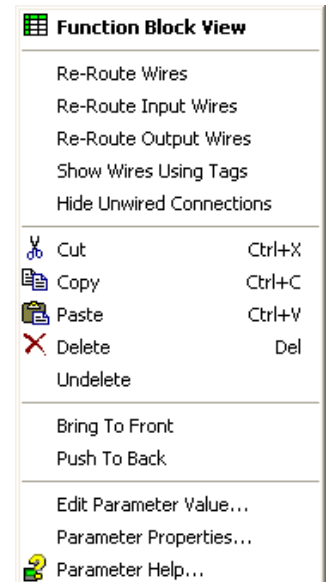 Function Block View
Re-Route Wires
Re-Route Input Wires
Re-Route Output Wires
Show Wires Using Tags
Hide Unwired Connections
Cut Ctrl+X
Copy Ctrl+C
Paste Ctrl+V
Delete Del
Undelete
Bring To Front
Push To Back
Edit Parameter Value...
Parameter Properties...
Parameter Help...